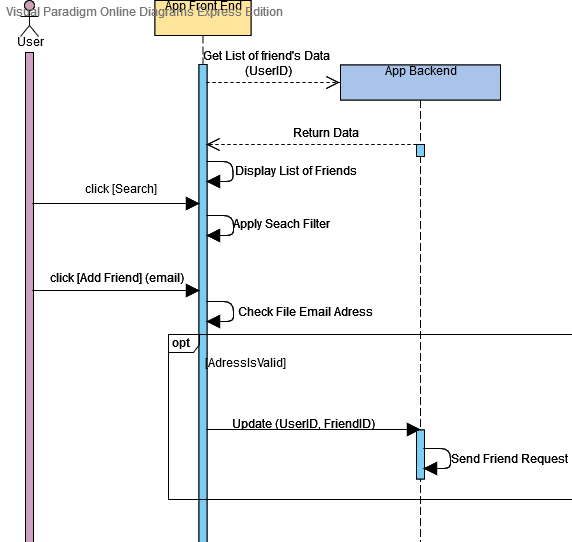 Visual Paradigm Online Diagrams Express Edition
App Front End
User
Get List of friend's Data
(UserID)
App Backend
Return Data
Display List of Friends
click [Search]
Apply Seach Filter
click [Add Friend] (email)
Check File Email Adress
opt
[AdressIsValid]
Update (UserID, FriendID)
Send Friend Request